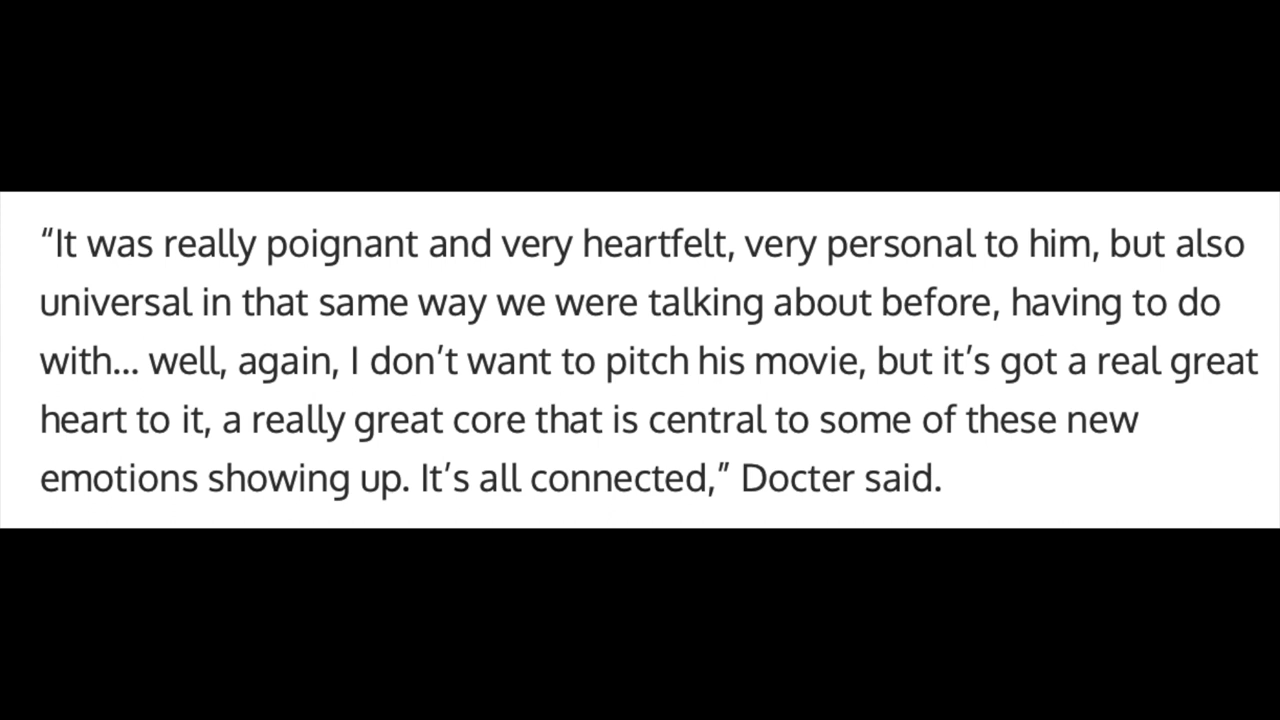 “It was really poignant and very heartfelt, very personal to him, but also
universal in that same way we were talking about before, having to do
with... well, again, I don’t want to pitch his movie, but it’s got a real great
heart to it, a really great core that is central to some of these new
emotions showing up. It’s all connected,” Docter said.